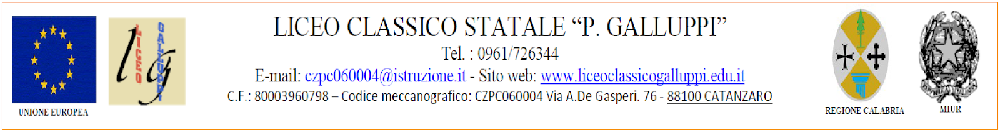 LICEO CLASSICO STATALE “P. GALLUPPI”
Tel. : 0961/726344
E-mail: czpc060004@istruzione.it - Sito web: www.liceoclassicogalluppi.edu.it
C.F.: 80003960798 – Codice meccanografico: CZPC060004 Via A.De Gasperi. 76 - 88100 CATANZARO
UNIONE EUROPEA
LICEO
GALLUPPI
lg
REGIONE CALABRIA
MIUR